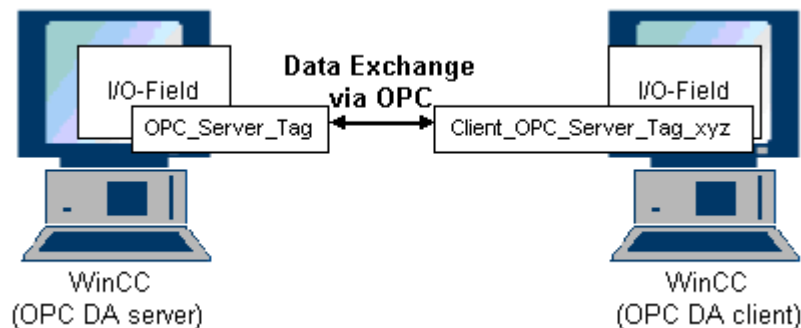 I/O-Field
OPC_Server_Tag
Data Exchange
via OPC
I/O-Field
Client_OPC_Server_Tag_xyz
WinCC
(OPC DA server)
WinCC
(OPC DA client)